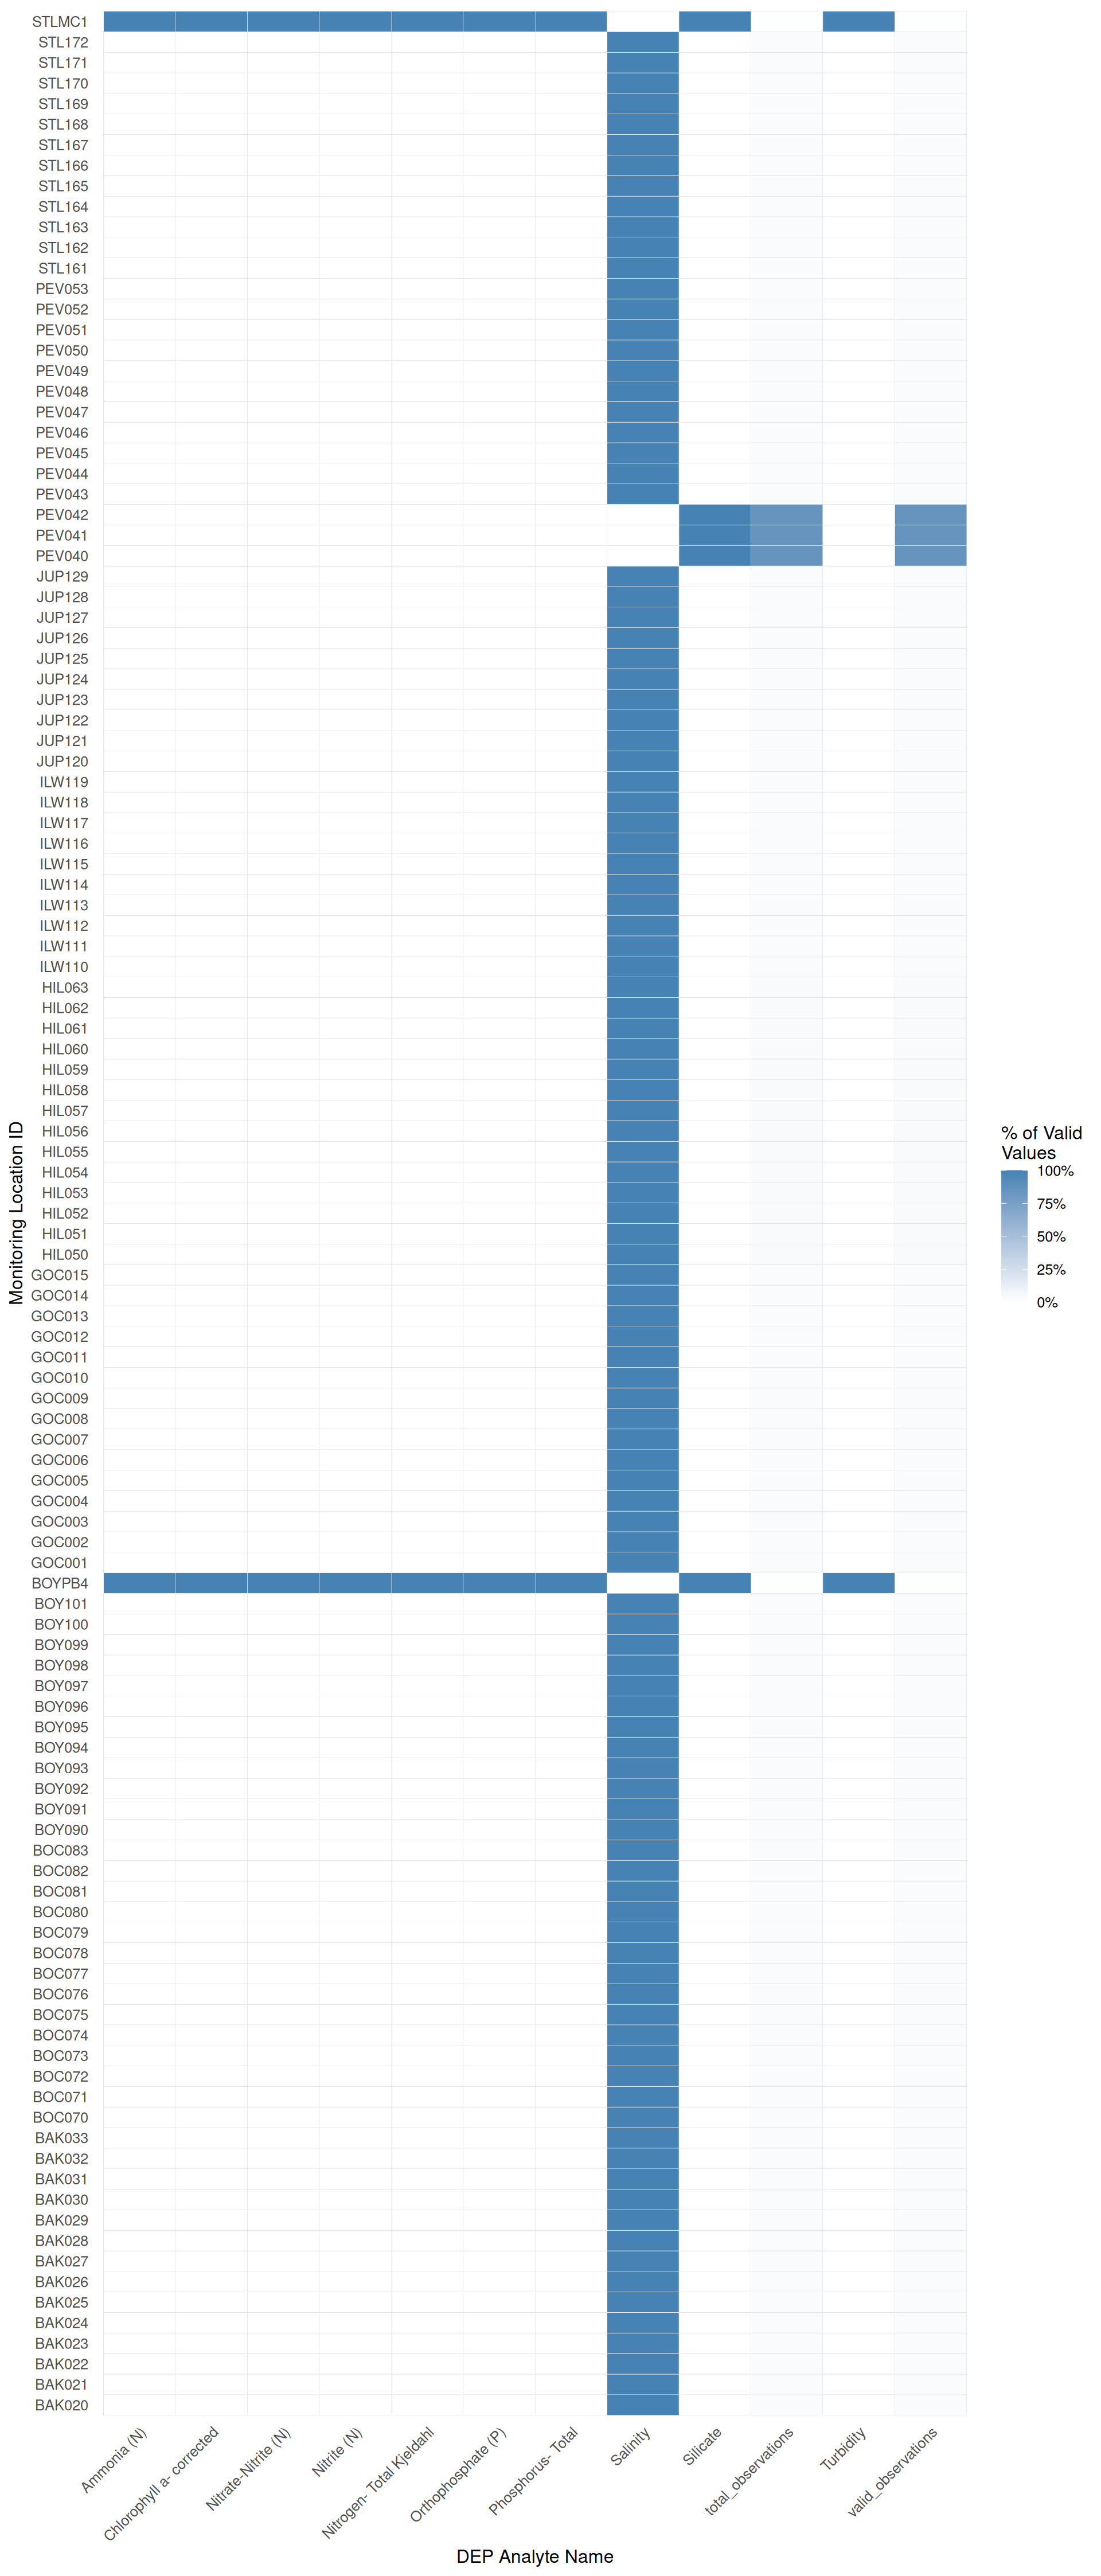 STLMC1
STL172
STL171
STL170
STL169
STL168
STL167
STL166
STL165
STL164
STL163
STL162
STL161
PEV053
PEV052
PEV051
PEV050
PEV049
PEV048
PEV047
PEV046
PEV045
PEV044
PEV043
PEV042
PEV041
PEV040
JUP129
JUP128
JUP127
JUP126
JUP125
JUP124
JUP123
JUP122
JUP121
JUP120
ILW119
ILW118
ILW117
ILW116
ILW115
ILW114
ILW113
ILW112
ILW111
ILW110
HIL063
HIL062
HIL061
HIL060
HIL059
HIL058
HIL057
HIL056
HIL055
HIL054
HIL053
HIL052
HIL051
HIL050
GOC015
GOC014
GOC013
GOC012
GOC011
GOC010
GOC009
GOC008
GOC007
GOC006
GOC005
GOC004
GOC003
GOC002
GOC001
BOYPB4
BOY101
BOY100
BOY099
BOY098
BOY097
BOY096
BOY095
BOY094
BOY093
BOY092
BOY091
BOY090
BOC083
BOC082
BOC081
BOC080
BOC079
BOC078
BOC077
BOC076
BOC075
BOC074
BOC073
BOC072
BOC071
BOC070
BAK033
BAK032
BAK031
BAK030
BAK029
BAK028
BAK027
BAK026
BAK025
BAK024
BAK023
BAK022
BAK021
BAK020
Monitoring Location ID
Ammonia (N)
Chlorophyll a- corrected
Nitrate-Nitrite (N)
Nitrite (N)
Nitrogen- Total Kjeldahl
Orthophosphate (P)
Phosphorus- Total
Salinity
Silicate
total_observations
Turbidity
valid_observations
DEP Analyte Name
% of Valid
Values
100%
75%
50%
25%
0%